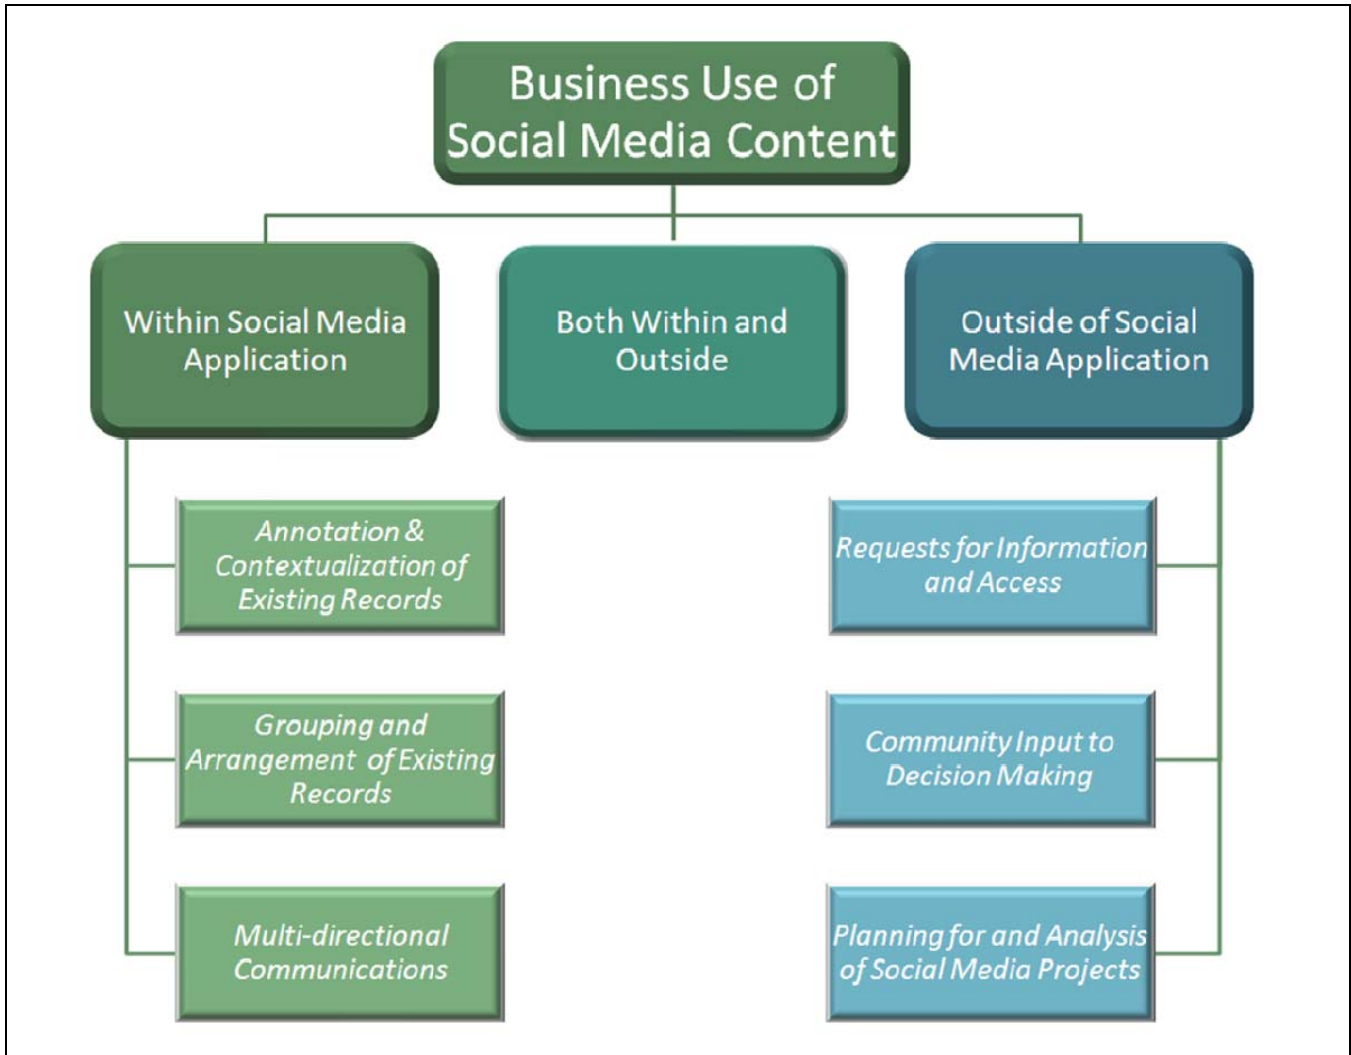 Business Use of
Social Media Content
Within Social Media
Application
Both Within and
Outside
Outside of Social
Media Application
Annotation &
Contextualization of
Existing Records
Grouping and
Arrangement of Existing
Records
Multi-directional
Communications
Requests for Information
and Access
Community Input to
Decision Making
Planning for and Analysis
of Social Media Projects